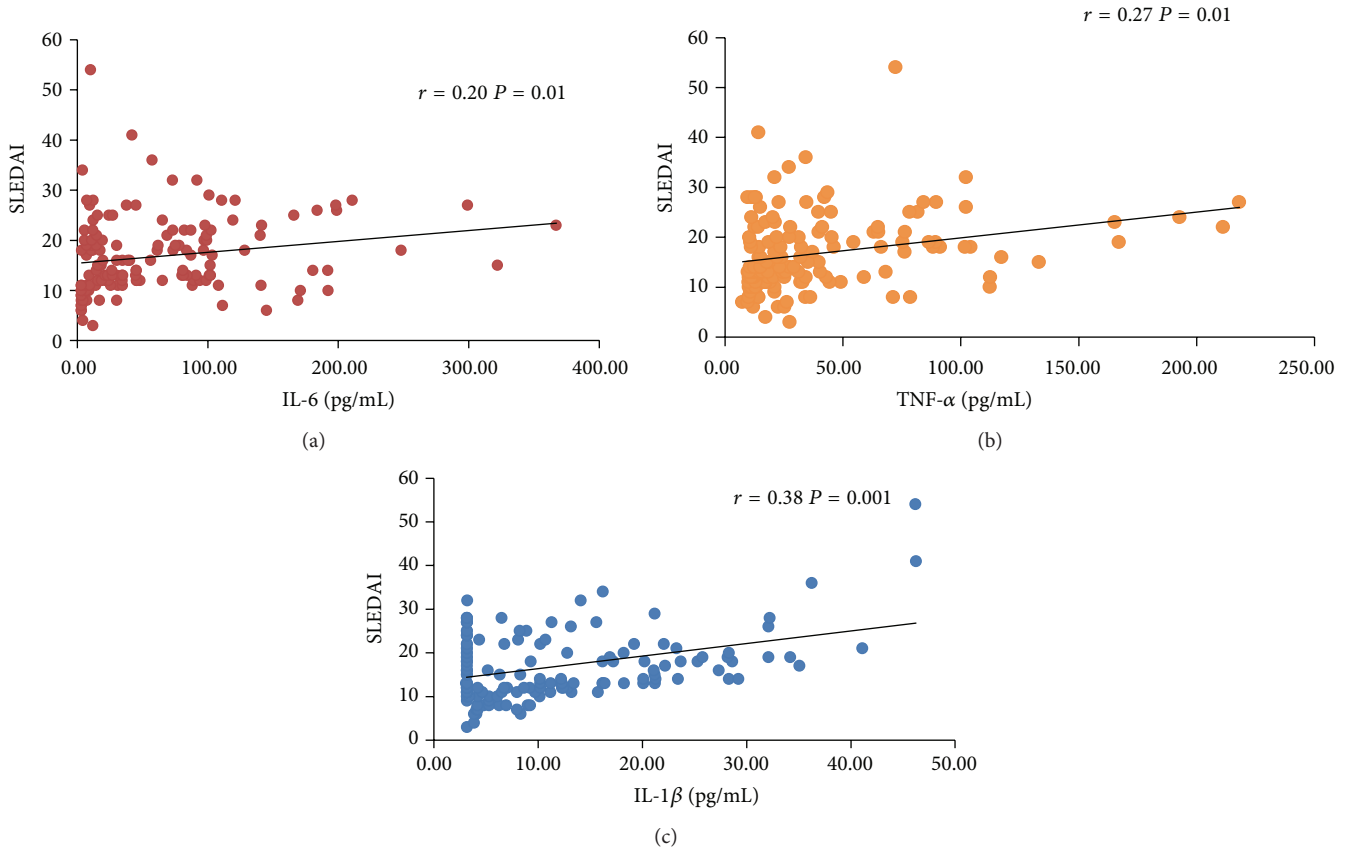 r = 0.20 P = 0.01
SLEDAI
60
50
40
30
20
10
0
0.00 100.00 200.00 300.00 400.00
IL-6 (pg/mL)
(a)
r = 0.27 P = 0.01
SLEDAI
60
50
40
30
20
10
0
0.00 50.00 100.00 150.00 200.00 250.00
TNF-α (pg/mL)
(b)
r = 0.38 P = 0.001
SLEDAI
60
50
40
30
20
10
0
0.00 10.00 20.00 30.00 40.00 50.00
IL-1β (pg/mL)
(c)